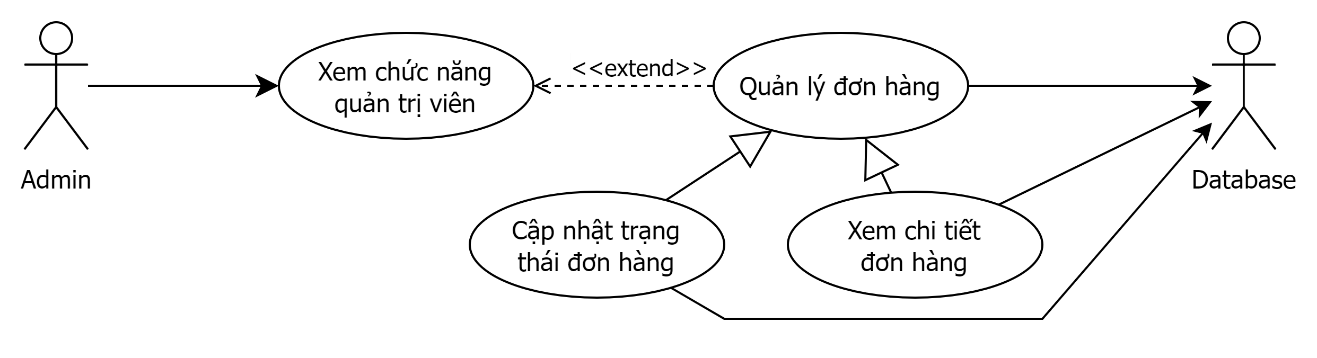 Xem chức năng
quản trị viên
<<extend>>
Quản lý đơn hàng
Admin
Database
Cập nhật trạng
thái đơn hàng
Xem chi tiết
đơn hàng